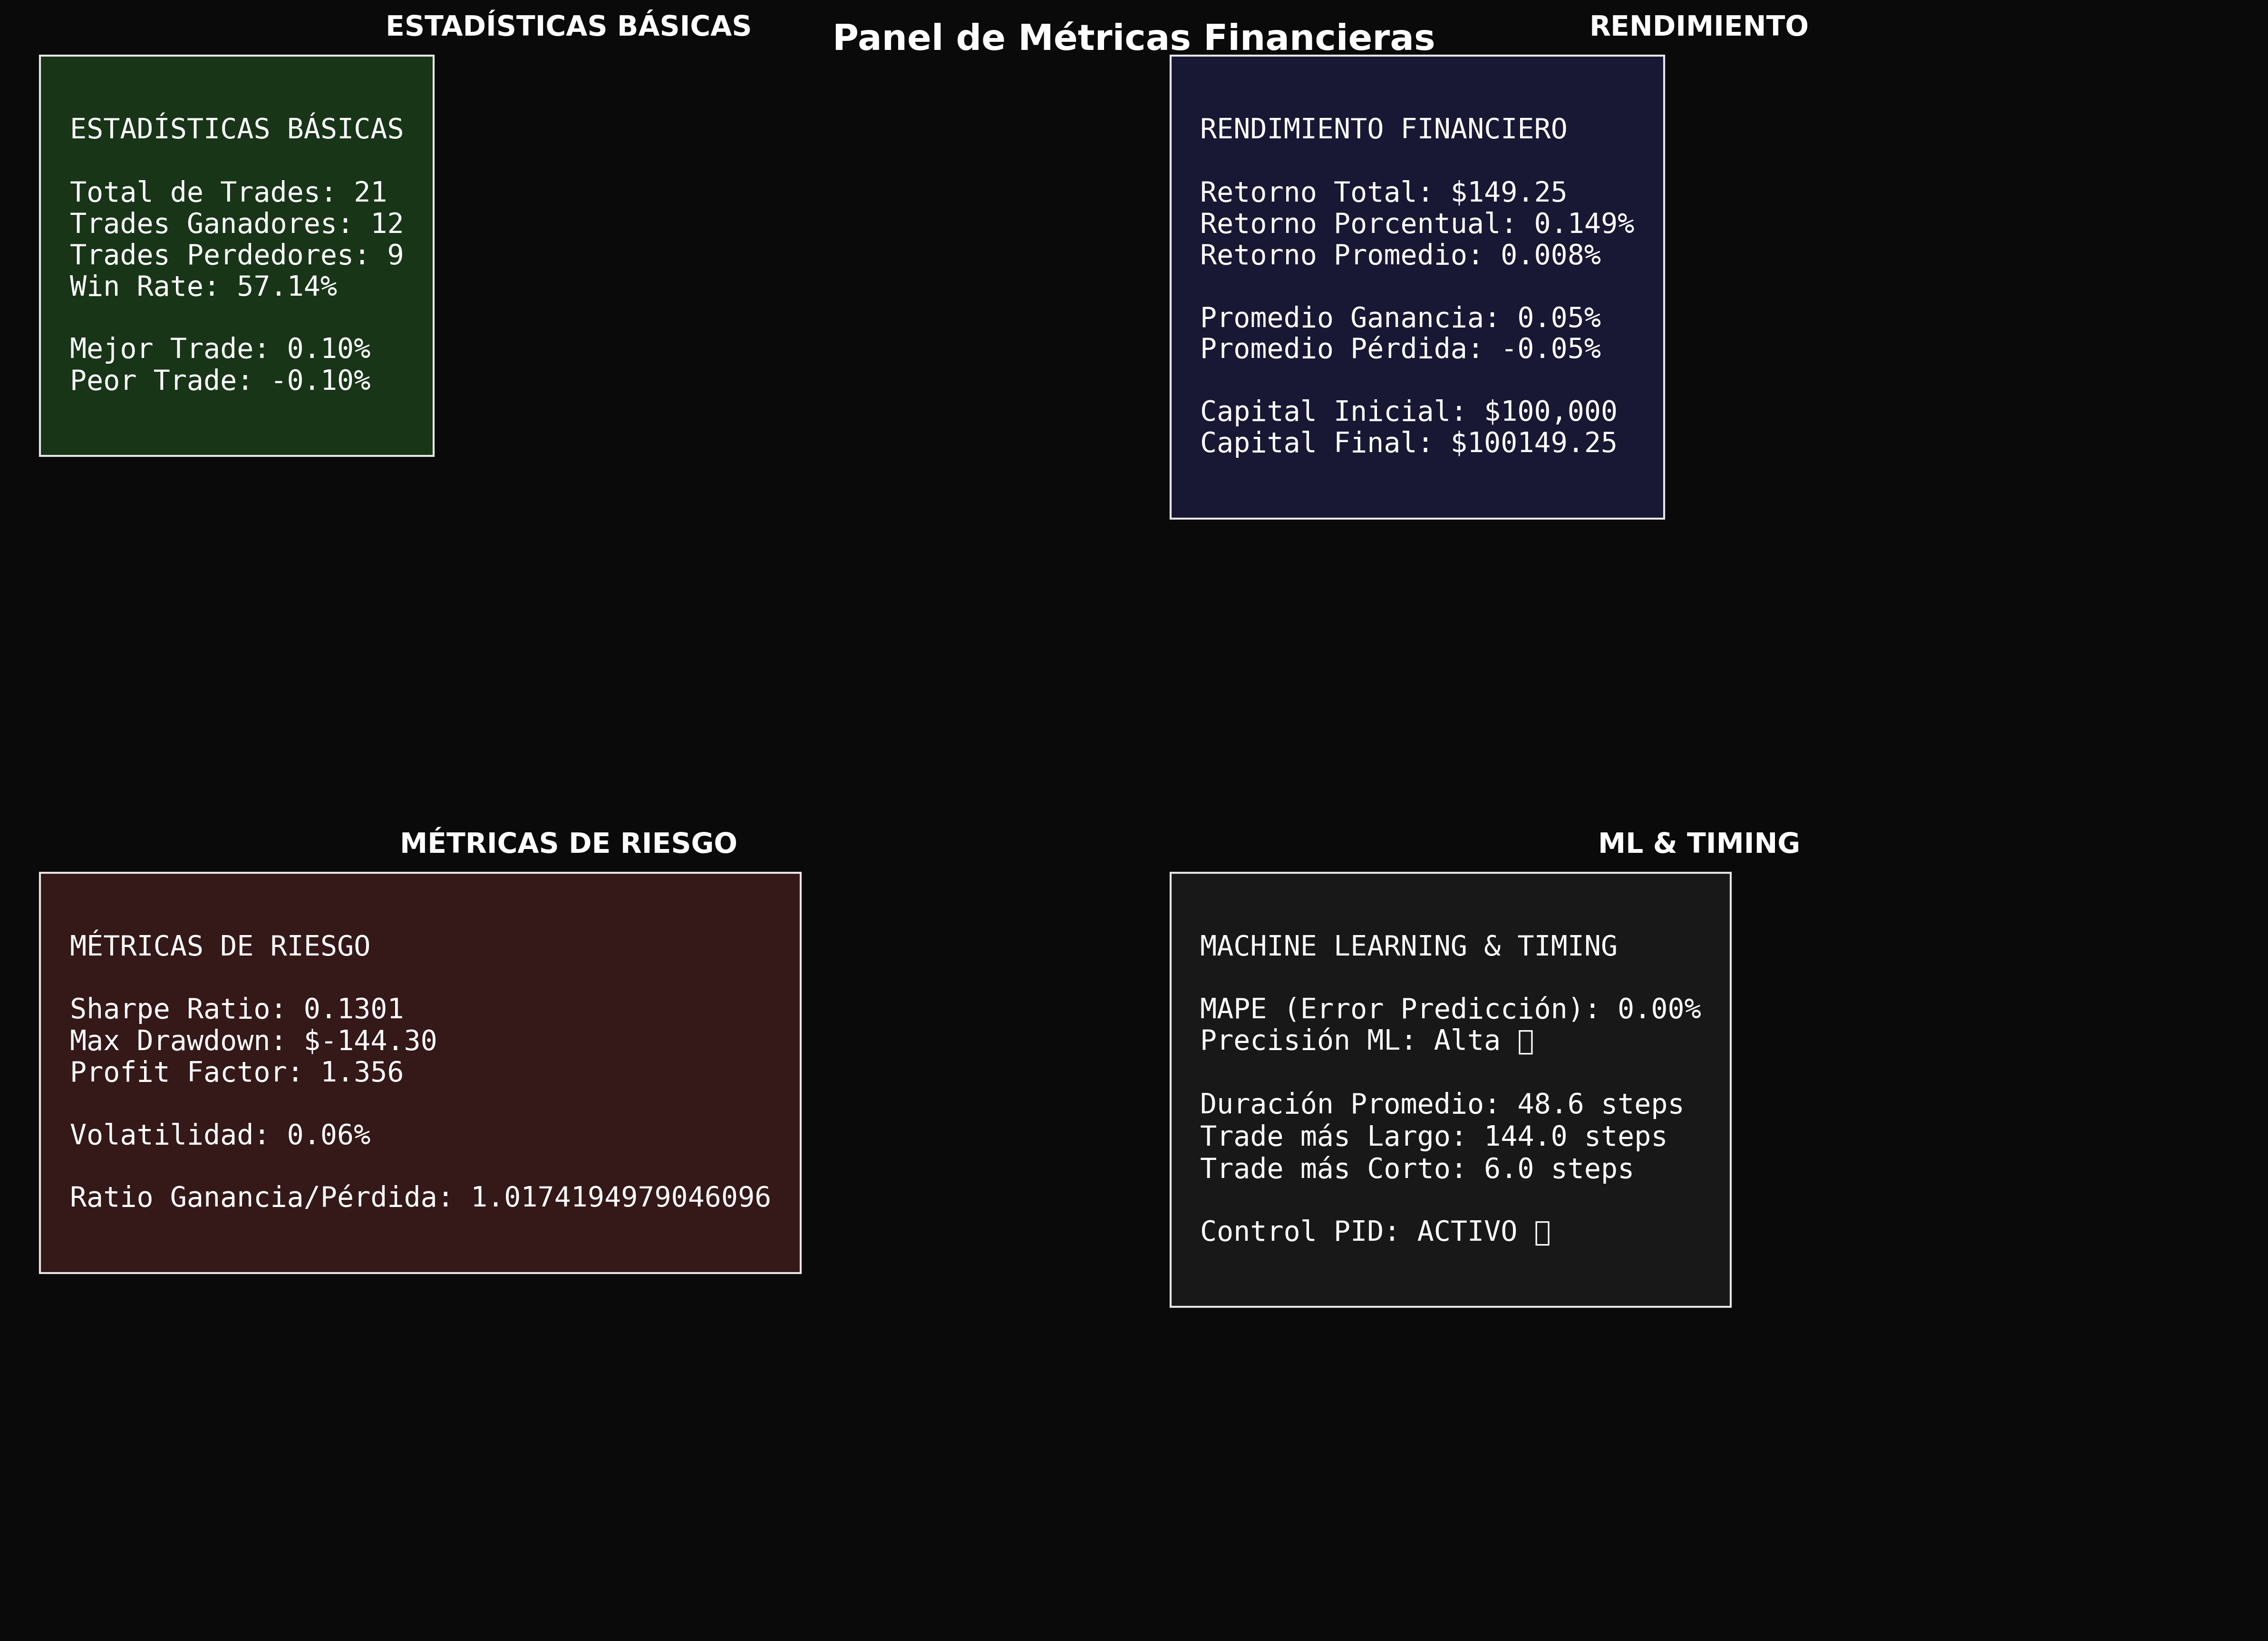 Panel de Métricas Financieras
ESTADÍSTICAS BÁSICAS
ESTADÍSTICAS BÁSICAS
Total de Trades: 21
Trades Ganadores: 12
Trades Perdedores: 9
Win Rate: 57.14%
Mejor Trade: 0.10%
Peor Trade: -0.10%
RENDIMIENTO
RENDIMIENTO FINANCIERO
Retorno Total: $149.25
Retorno Porcentual: 0.149%
Retorno Promedio: 0.008%
Promedio Ganancia: 0.05%
Promedio Pérdida: -0.05%
Capital Inicial: $100,000
Capital Final: $100149.25
MÉTRICAS DE RIESGO
MÉTRICAS DE RIESGO
Sharpe Ratio: 0.1301
Max Drawdown: $-144.30
Profit Factor: 1.356
Volatilidad: 0.06%
Ratio Ganancia/Pérdida: 1.0174194979046096
ML & TIMING
MACHINE LEARNING & TIMING
MAPE (Error Predicción): 0.00%
Precisión ML: Alta
Duración Promedio: 48.6 steps
Trade más Largo: 144.0 steps
Trade más Corto: 6.0 steps
Control PID: ACTIVO